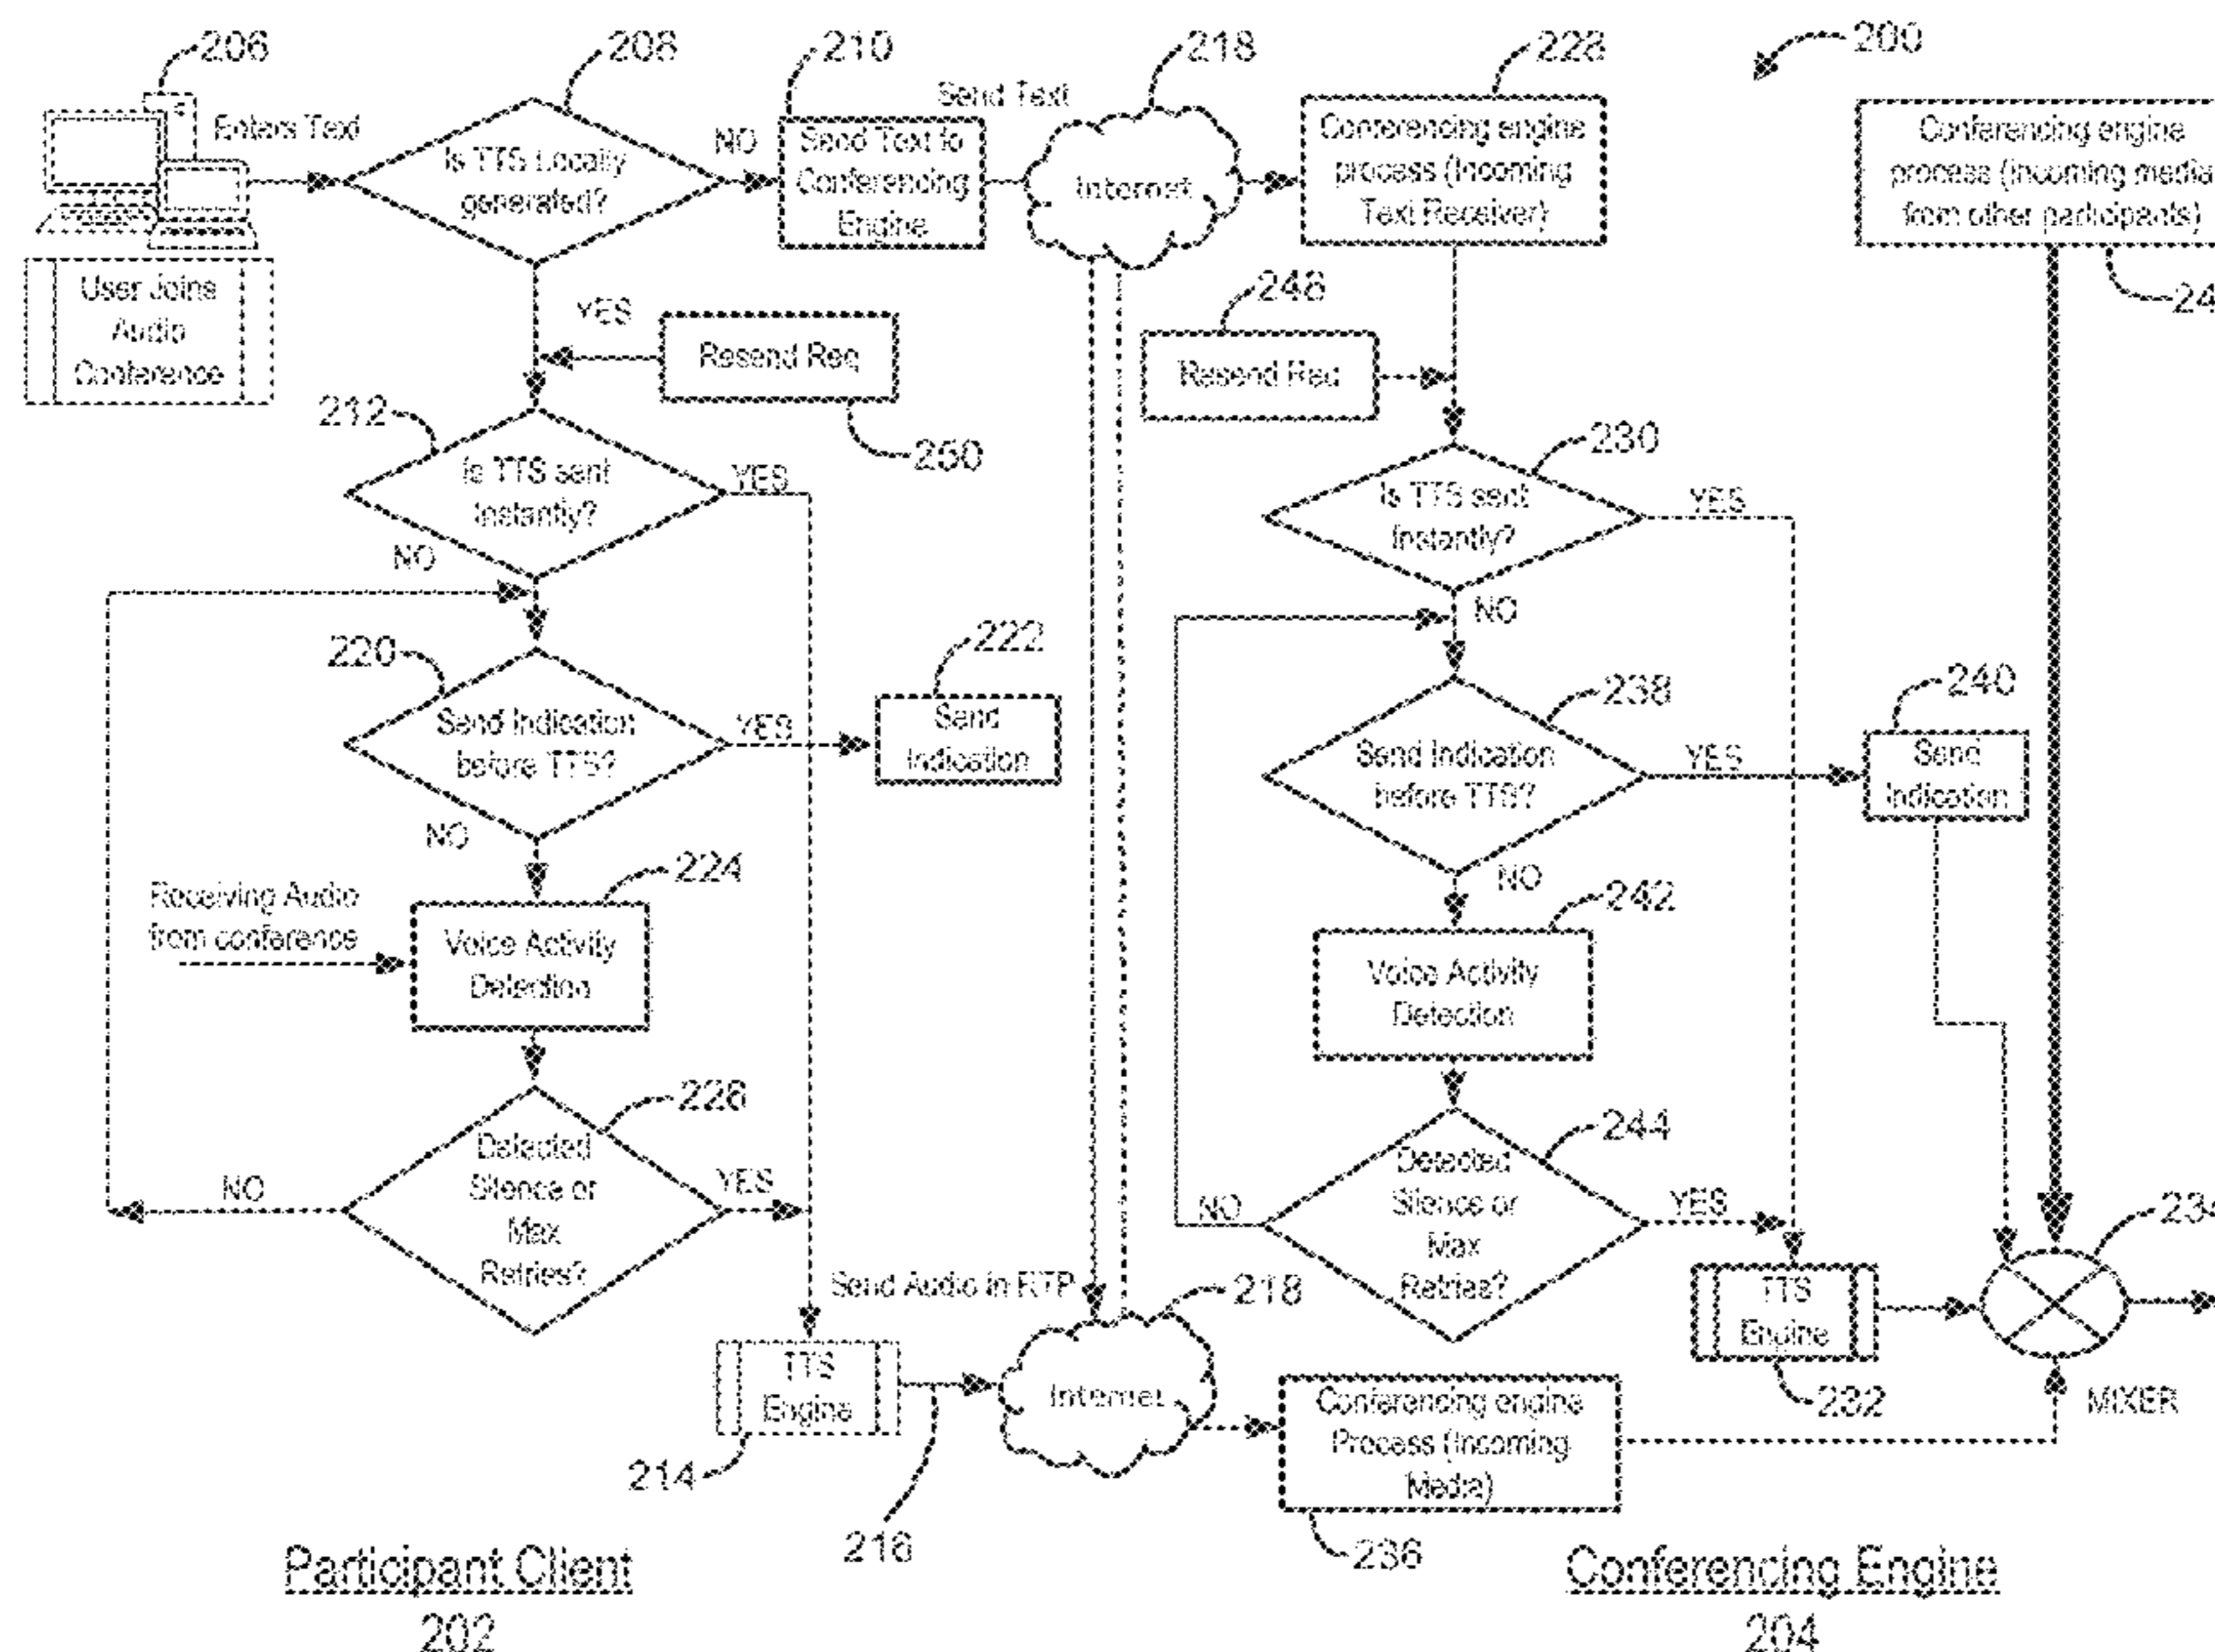 206
208
210
218
228
200
Enters Text
Is TTS Locally
generated?
NO
Send Text
Send Text to
Conferencing
Engine
Internet
Conferencing engine
process (Incoming
Text Receiver)
Conferencing engine
process (Incoming media
from other participants)
24
User Joins
Audio
Conference
YES
Resend Req
250
248
Resend Req
212
Is TTS sent
Instantly?
YES
NO
230
Is TTS sent
Instantly?
YES
NO
220
Send Indication
before TTS?
YES
NO
222
Send
Indication
238
Send Indication
before TTS?
YES
NO
240
Send
Indication
224
Receiving Audio
from conference
Voice Activity
Detection
242
Voice Activity
Detection
226
Detected
Silence or
Max
Retries?
NO
YES
244
Detected
Silence or
Max
Retries?
NO
YES
234
Send Audio in RTP
218
TTS
Engine
214
216
Internet
Conferencing engine
Process (Incoming
Media)
236
TTS
Engine
232
MIXER
Participant Client
202
Conferencing Engine
204